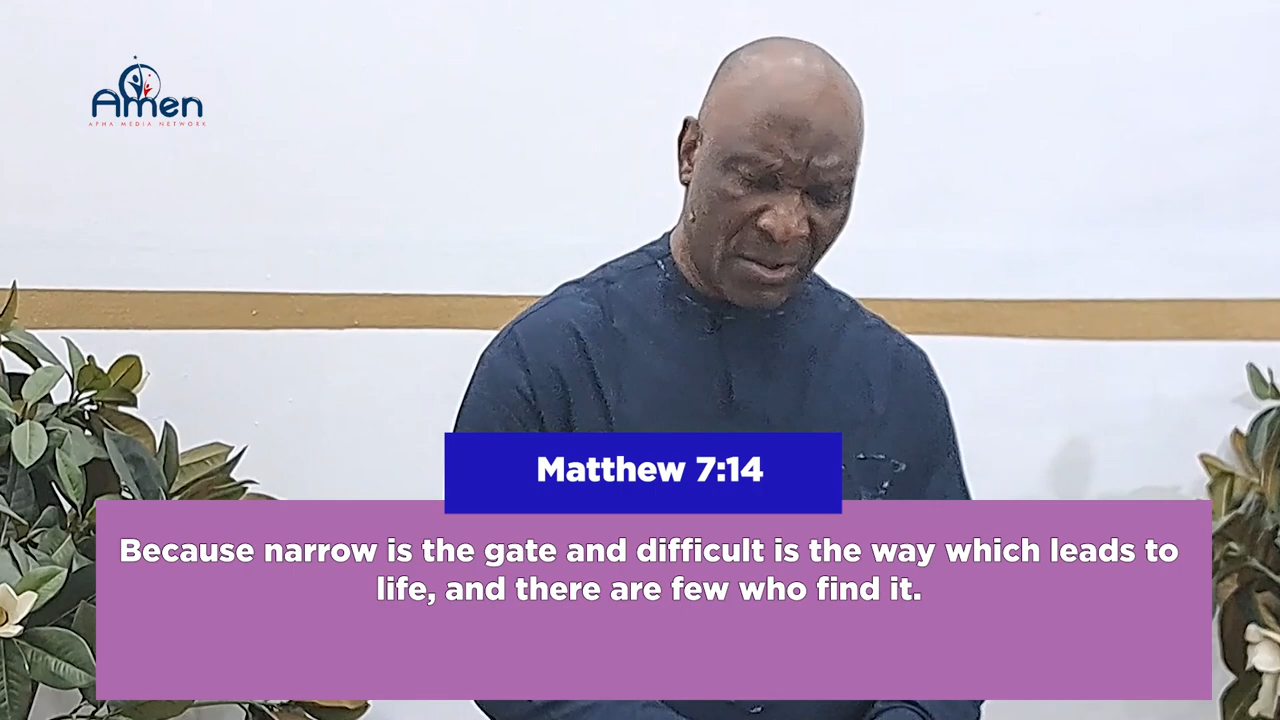 Amen
APHA MEDIA NETWORK
Matthew 7:14
Because narrow is the gate and difficult is the way which leads to
life, and there are few who find it.